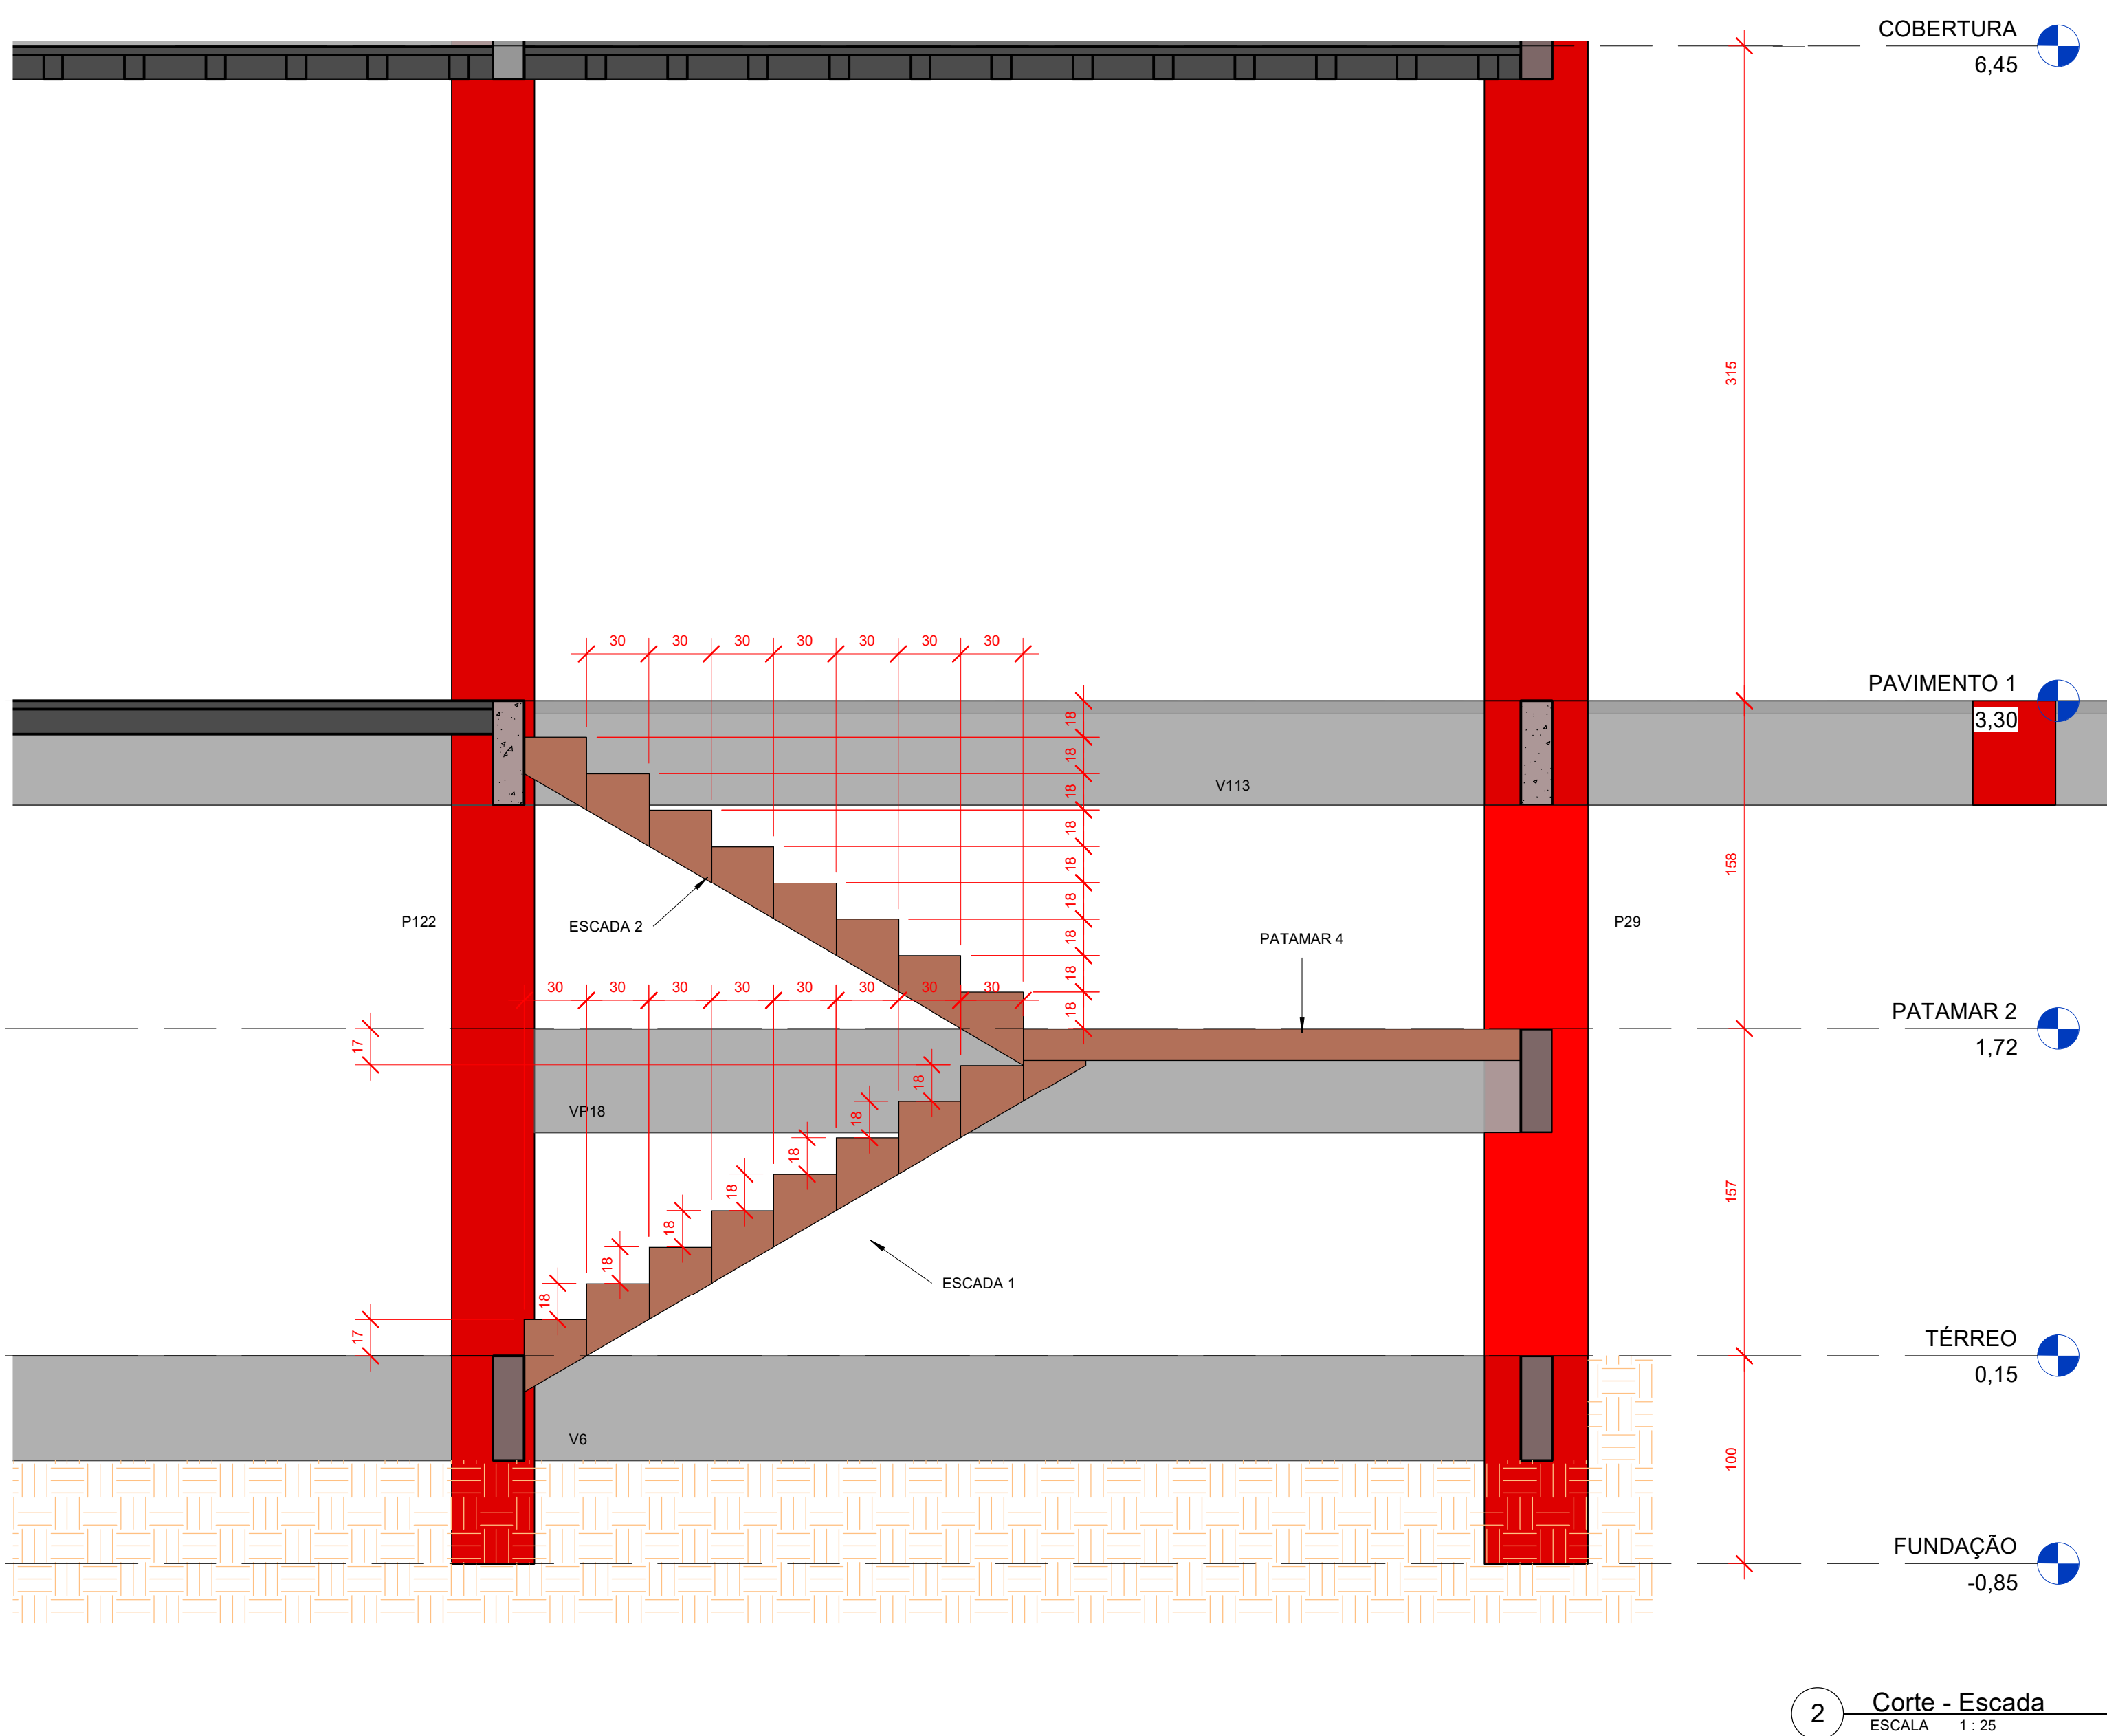 COBERTURA
6,45
315
30 30 30 30 30 30 30
PAVIMENTO 1
3,30
18
18
18
18
18
18
18
18
18
V113
158
P122
ESCADA 2
P29
PATAMAR 4
30 30 30 30 30 30 30 30
PATAMAR 2
1,72
17
18
18
18
18
18
18
18
17
VP18
157
ESCADA 1
TÉRREO
0,15
V6
100
FUNDAÇÃO
-0,85
2 Corte - Escada
ESCALA 1 : 25